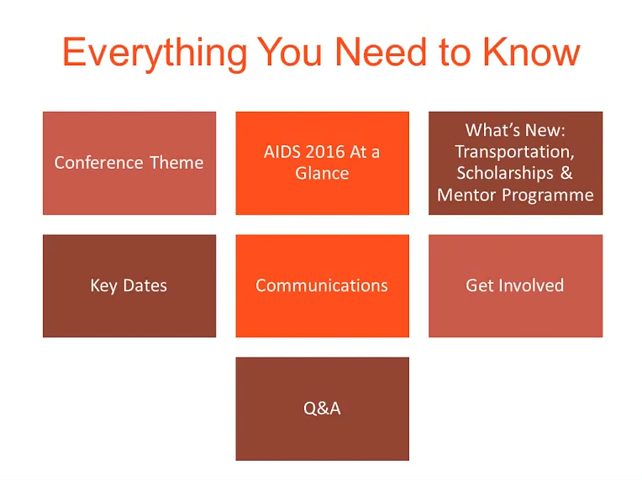 Everything You Need to Know
Conference Theme
AIDS 2016 At a
Glance
What's New:
Transportation,
Scholarships &
Mentor Programme
Key Dates
Communications
Get Involved
Q&A